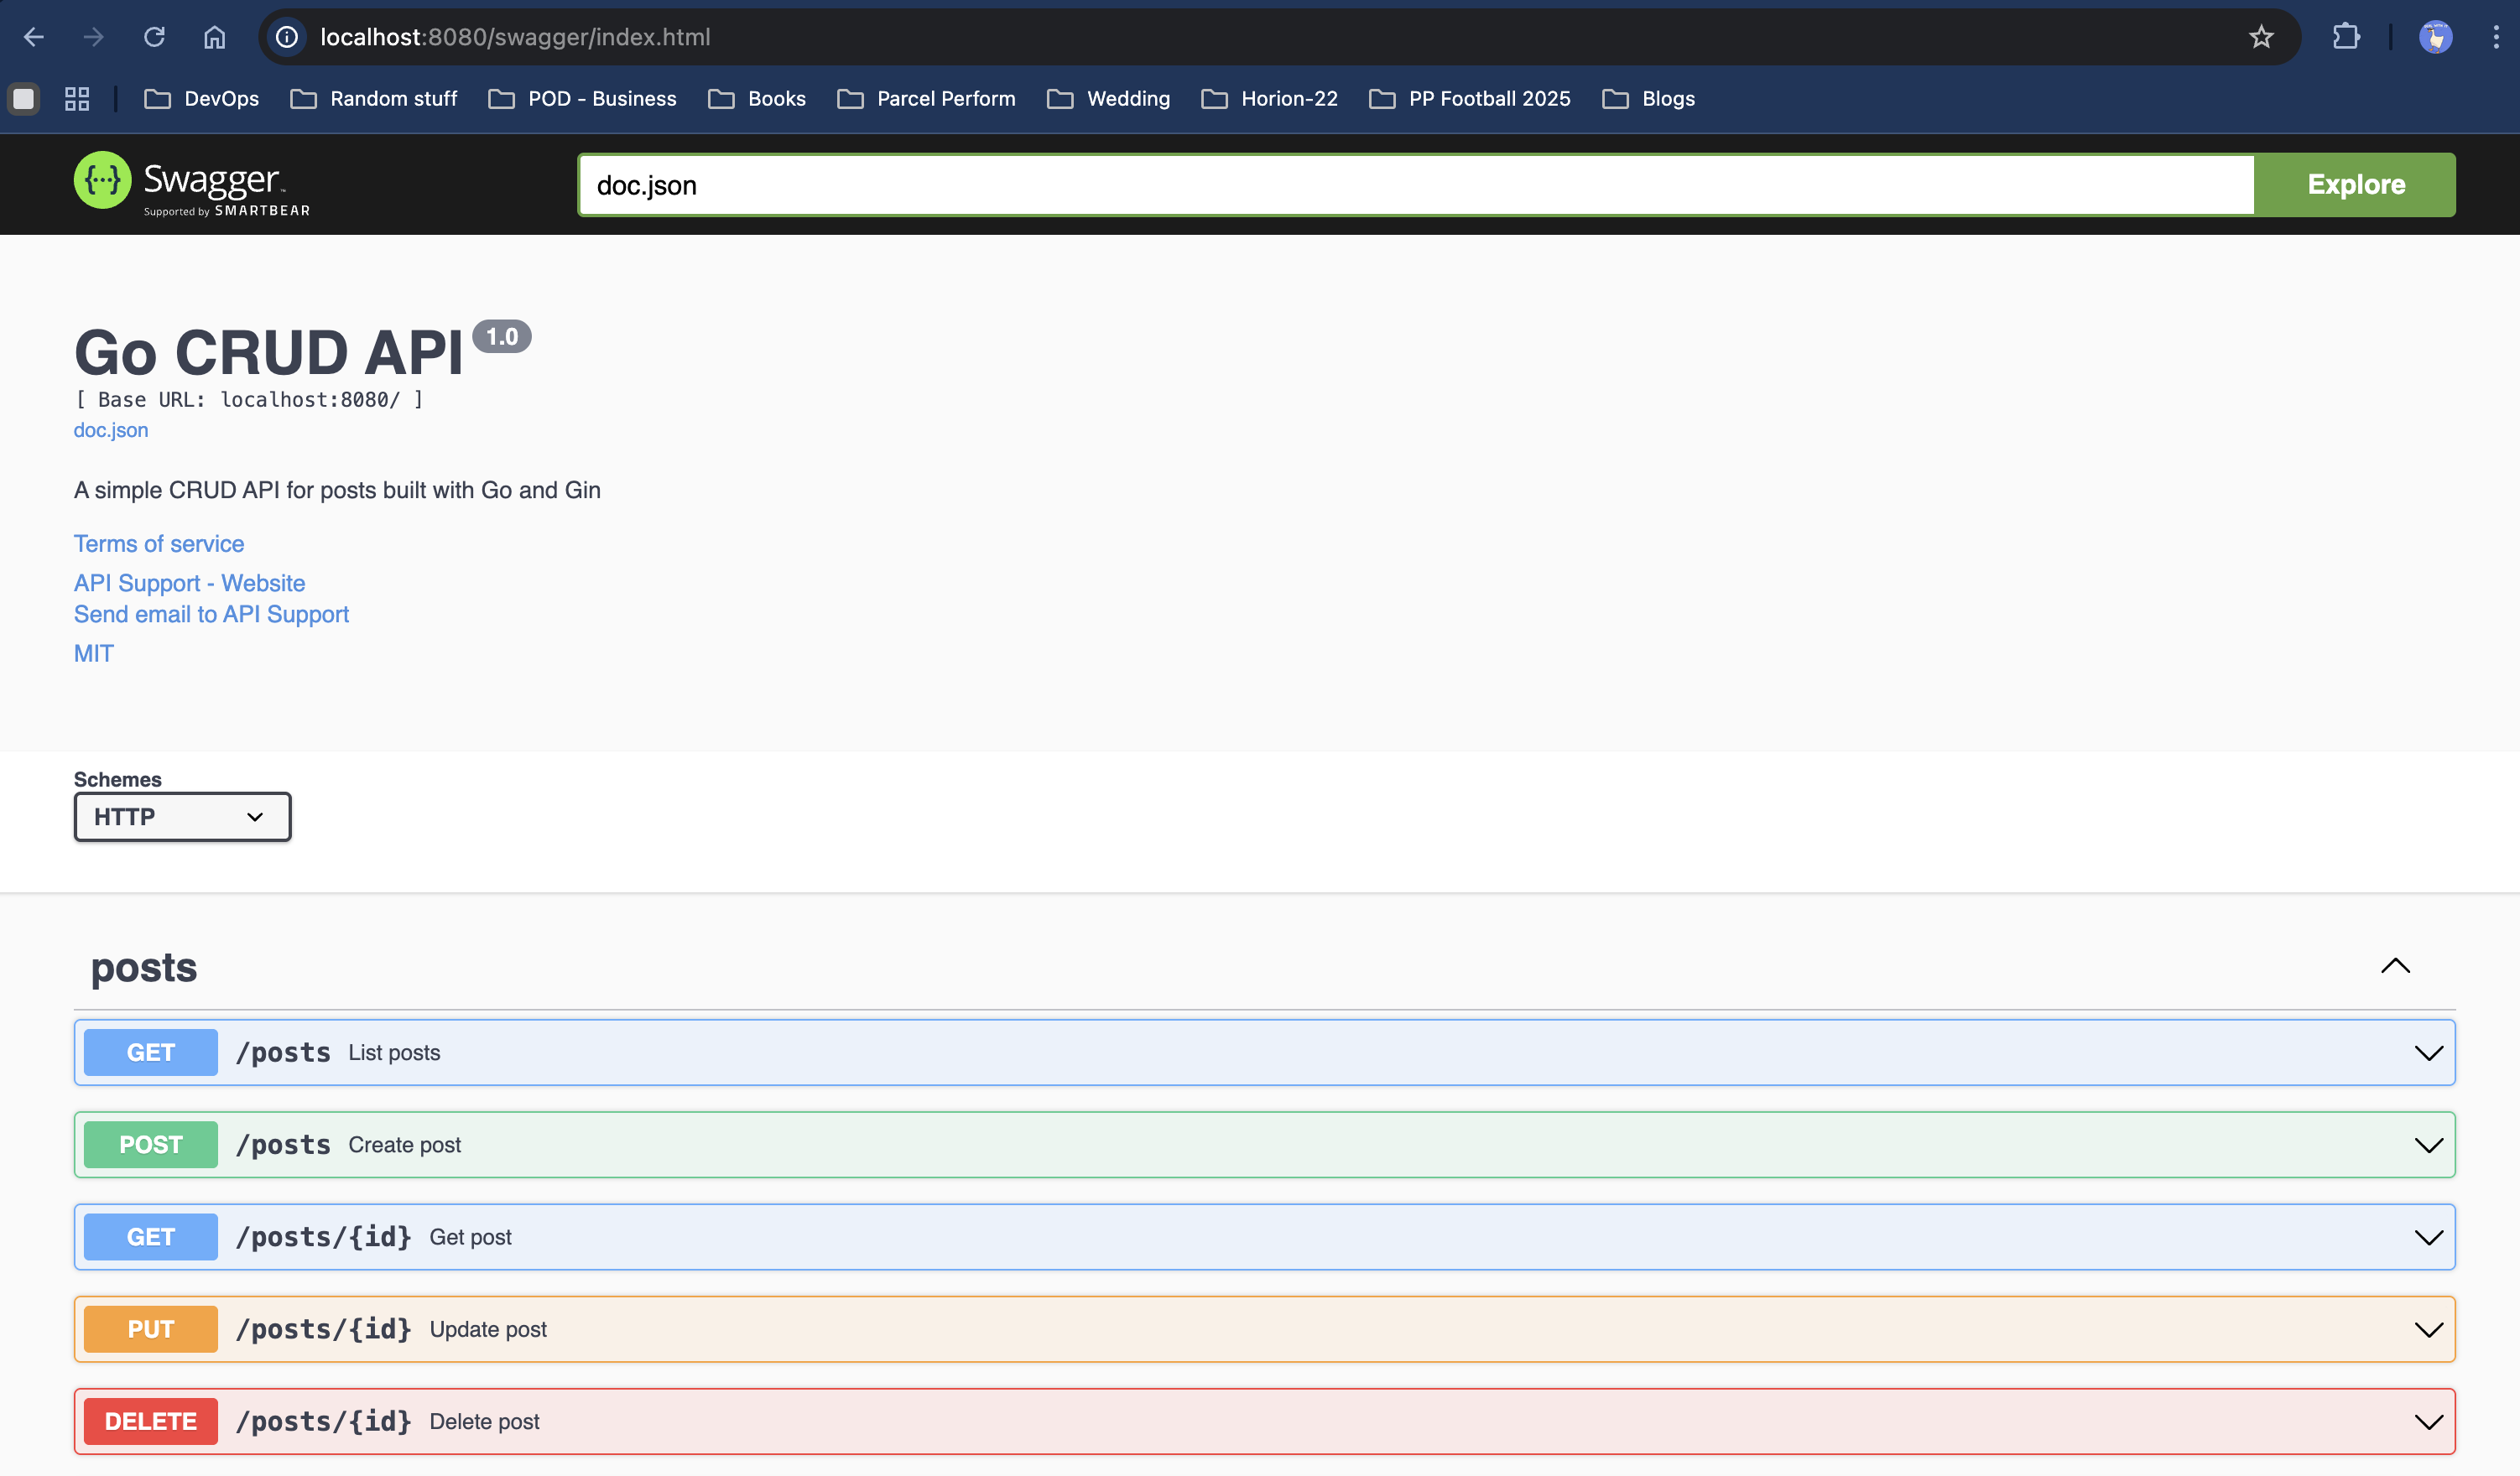 localhost:8080/swagger/index.html
DevOps Random stuff POD - Business Books Parcel Perform Wedding Horion-22 PP Football 2025 Blogs
{···} Swagger™
Supported by SMARTBEAR
doc.json
Explore
Go CRUD API 1.0
[ Base URL: localhost:8080/ ]
doc.json
A simple CRUD API for posts built with Go and Gin
Terms of service
API Support - Website
Send email to API Support
MIT
Schemes
HTTP
posts
GET /posts List posts
POST /posts Create post
GET /posts/{id} Get post
PUT /posts/{id} Update post
DELETE /posts/{id} Delete post